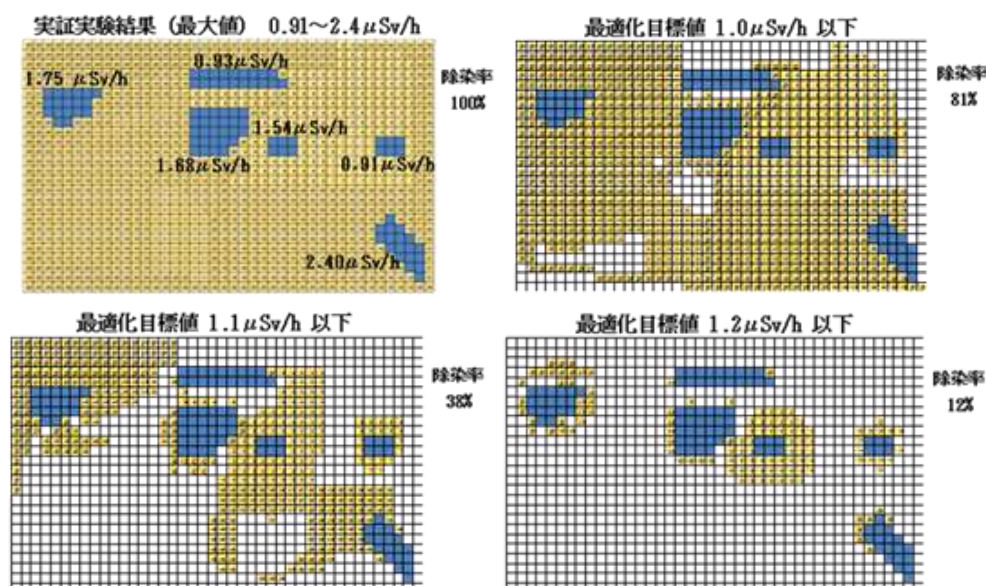 実証実験結果 (最大値) 0.91～2.4μSv/h
1.75 μSv/h
0.93μSv/h
1.54μSv/h
1.68μSv/h
0.91μSv/h
2.40μSv/h
除染率
100%
最適化目標値 1.0μSv/h 以下
除染率
81%
最適化目標値 1.1μSv/h 以下
除染率
38%
最適化目標値 1.2μSv/h 以下
除染率
12%